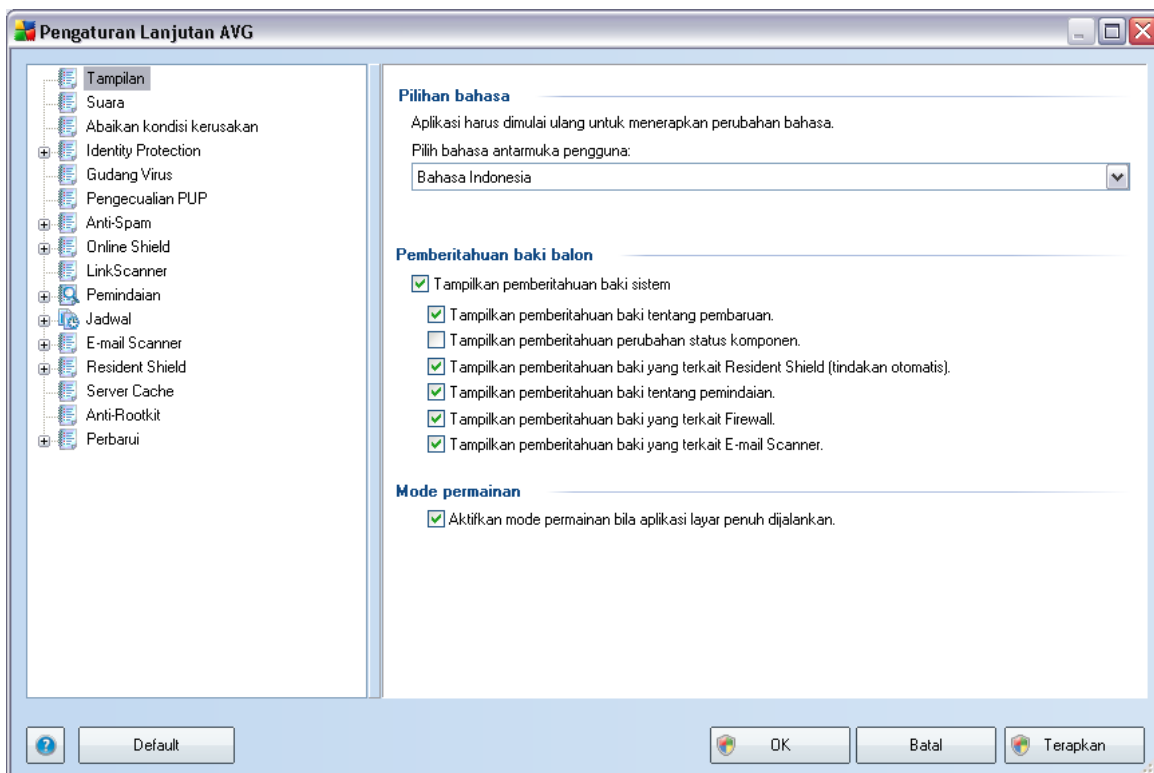 Pengaturan Lanjutan AVG
Tampilan
Suara
Abaikan kondisi kerusakan
Identity Protection
Gudang Virus
Pengecualian PUP
Anti-Spam
Online Shield
LinkScanner
Pemindaian
Jadwal
E-mail Scanner
Resident Shield
Server Cache
Anti-Rootkit
Perbarui
Pilihan bahasa
Aplikasi harus dimulai ulang untuk menerapkan perubahan bahasa.
Pilih bahasa antarmuka pengguna:
Bahasa Indonesia
Pemberitahuan baki balon
Tampilkan pemberitahuan baki sistem
Tampilkan pemberitahuan baki tentang pembaruan.
Tampilkan pemberitahuan perubahan status komponen.
Tampilkan pemberitahuan baki yang terkait Resident Shield (tindakan otomatis).
Tampilkan pemberitahuan baki tentang pemindaian.
Tampilkan pemberitahuan baki yang terkait Firewall.
Tampilkan pemberitahuan baki yang terkait E-mail Scanner.
Mode permainan
Aktifkan mode permainan bila aplikasi layar penuh dijalankan.
? Default OK Batal Terapkan